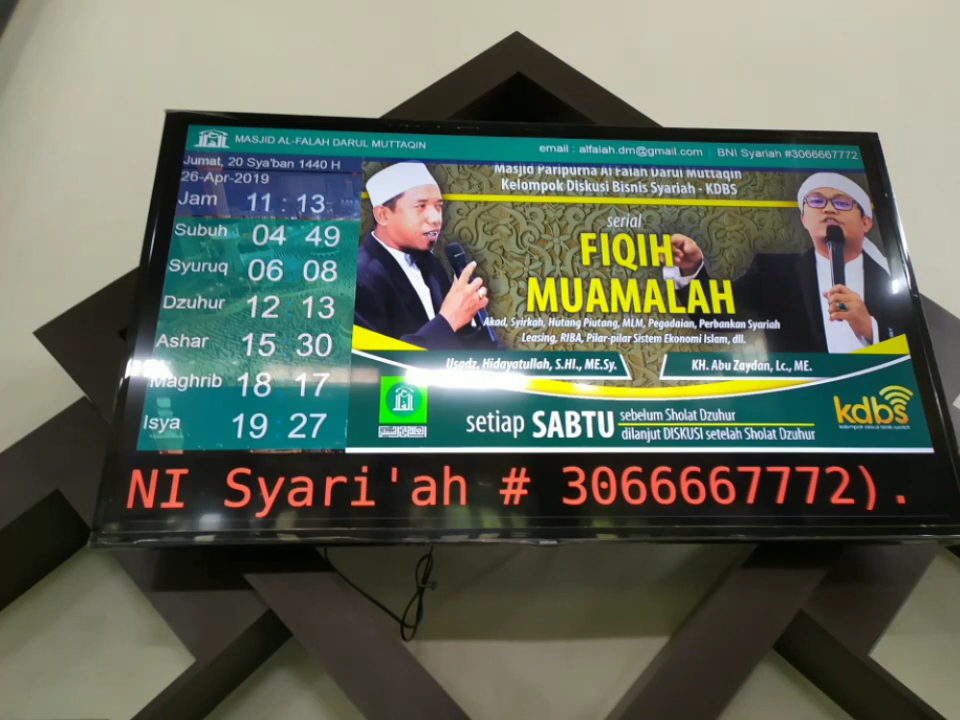 MASJID AL-FALAH DARUL MUTTAQIN
email : alfalah.dm@gmail.com | BNI Syariah #3066667772
Jumat, 20 Sya'ban 1440 H
26-Apr-2019
Jam 11 : 13
Subuh 04 49
Syuruq 06 08
Dzuhur 12 13
Ashar 15 30
Maghrib 18 17
Isya 19 27
Masjid Paripurna Al Falah Darul Muttaqin
Kelompok Diskusi Bisnis Syariah - KDBS
serial
FIQIH
MUAMALAH
Akad, Syirkah, Hutang Piutang, MLM, Pegadaian, Perbankan Syariah
Leasing, RIBA, Pilar-pilar Sistem Ekonomi Islam, dll.
Usadz, Hidayatullah, S.HI., ME.Sy.
KH. Abu Zaydan, Lc., ME.
setiap SABTU sebelum Sholat Dzuhur
dilanjut DISKUSI setelah Sholat Dzuhur
kdbs
NI Syari'ah # 3066667772).